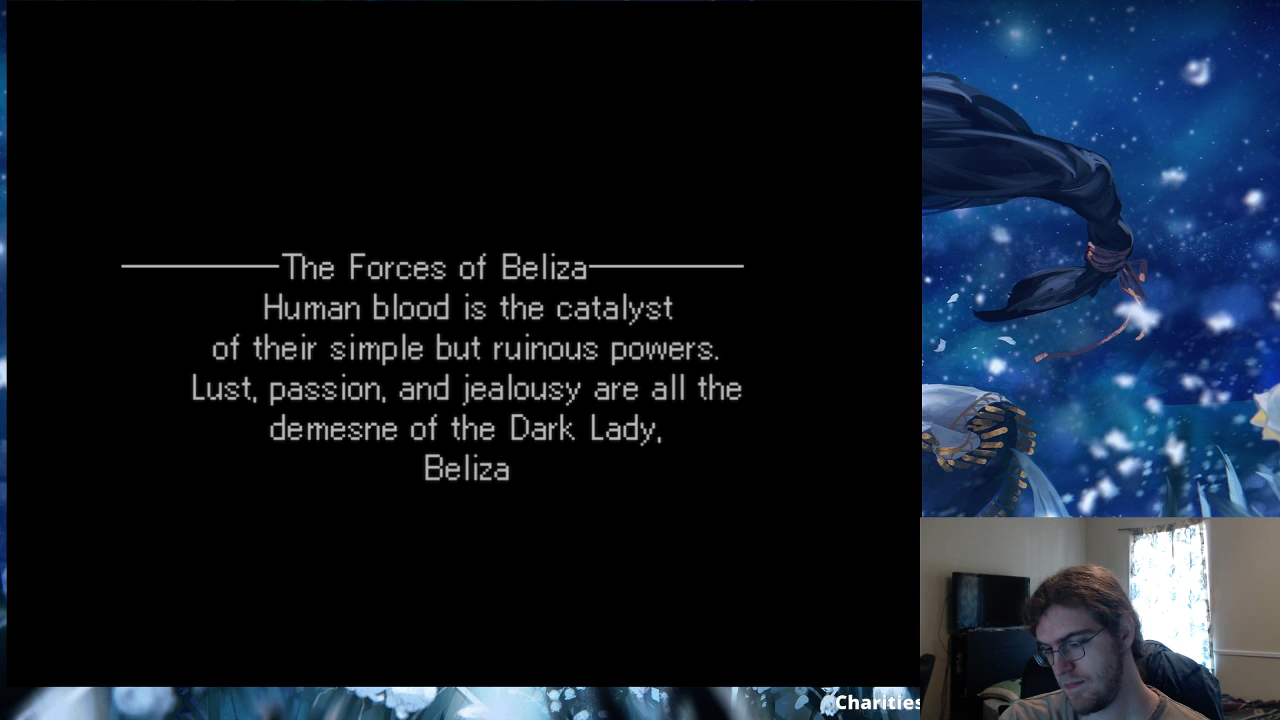 The Forces of Beliza
Human blood is the catalyst
of their simple but ruinous powers.
Lust, passion, and jealousy are all the
demesne of the Dark Lady,
Beliza
Charities